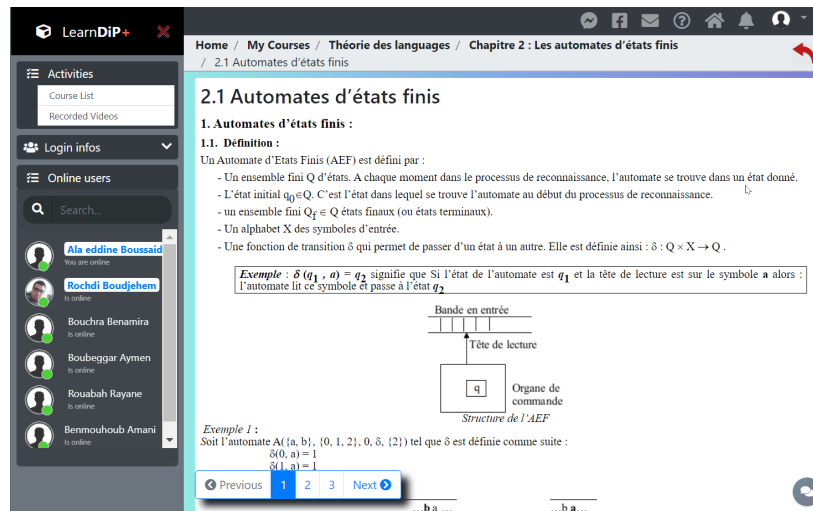 LearnDiP+
Activities
Course List
Recorded Videos
Login infos
Online users
Search...
Ala eddine Boussaid
You are online
Rochdi Boudjehem
Is online
Bouchra Benamira
Is online
Boubeggar Aymen
Is online
Rouabah Rayane
Is online
Benmouhoub Amani
Is online
Home / My Courses / Théorie des langages / Chapitre 2 : Les automates d'états finis
/ 2.1 Automates d'états finis
2.1 Automates d'états finis
1. Automates d'états finis :
1.1. Définition :
Un Automate d'Etats Finis (AEF) est défini par :
- Un ensemble fini Q d'états. A chaque moment dans le processus de reconnaissance, l'automate se trouve dans un état donné.
- L'état initial q0∈Q. C'est l'état dans lequel se trouve l'automate au début du processus de reconnaissance.
- un ensemble fini Qf ∈ Q états finaux (ou états terminaux).
- Un alphabet X des symboles d'entrée.
- Une fonction de transition δ qui permet de passer d'un état à un autre. Elle est définie ainsi : δ : Q × X → Q .
Exemple : δ (q1 , a) = q2 signifie que Si l'état de l'automate est q1 et la tête de lecture est sur le symbole a alors :
l'automate lit ce symbole et passe à l'état q2
Bande en entrée
Tête de lecture
q
Organe de
commande
Structure de l'AEF
Exemple 1 :
Soit l'automate A({a, b}, {0, 1, 2}, 0, δ, {2}) tel que δ est définie comme suite :
δ(0, a) = 1
δ(1, a) = 1
Previous 1 2 3 Next
...b a ... ...b a...